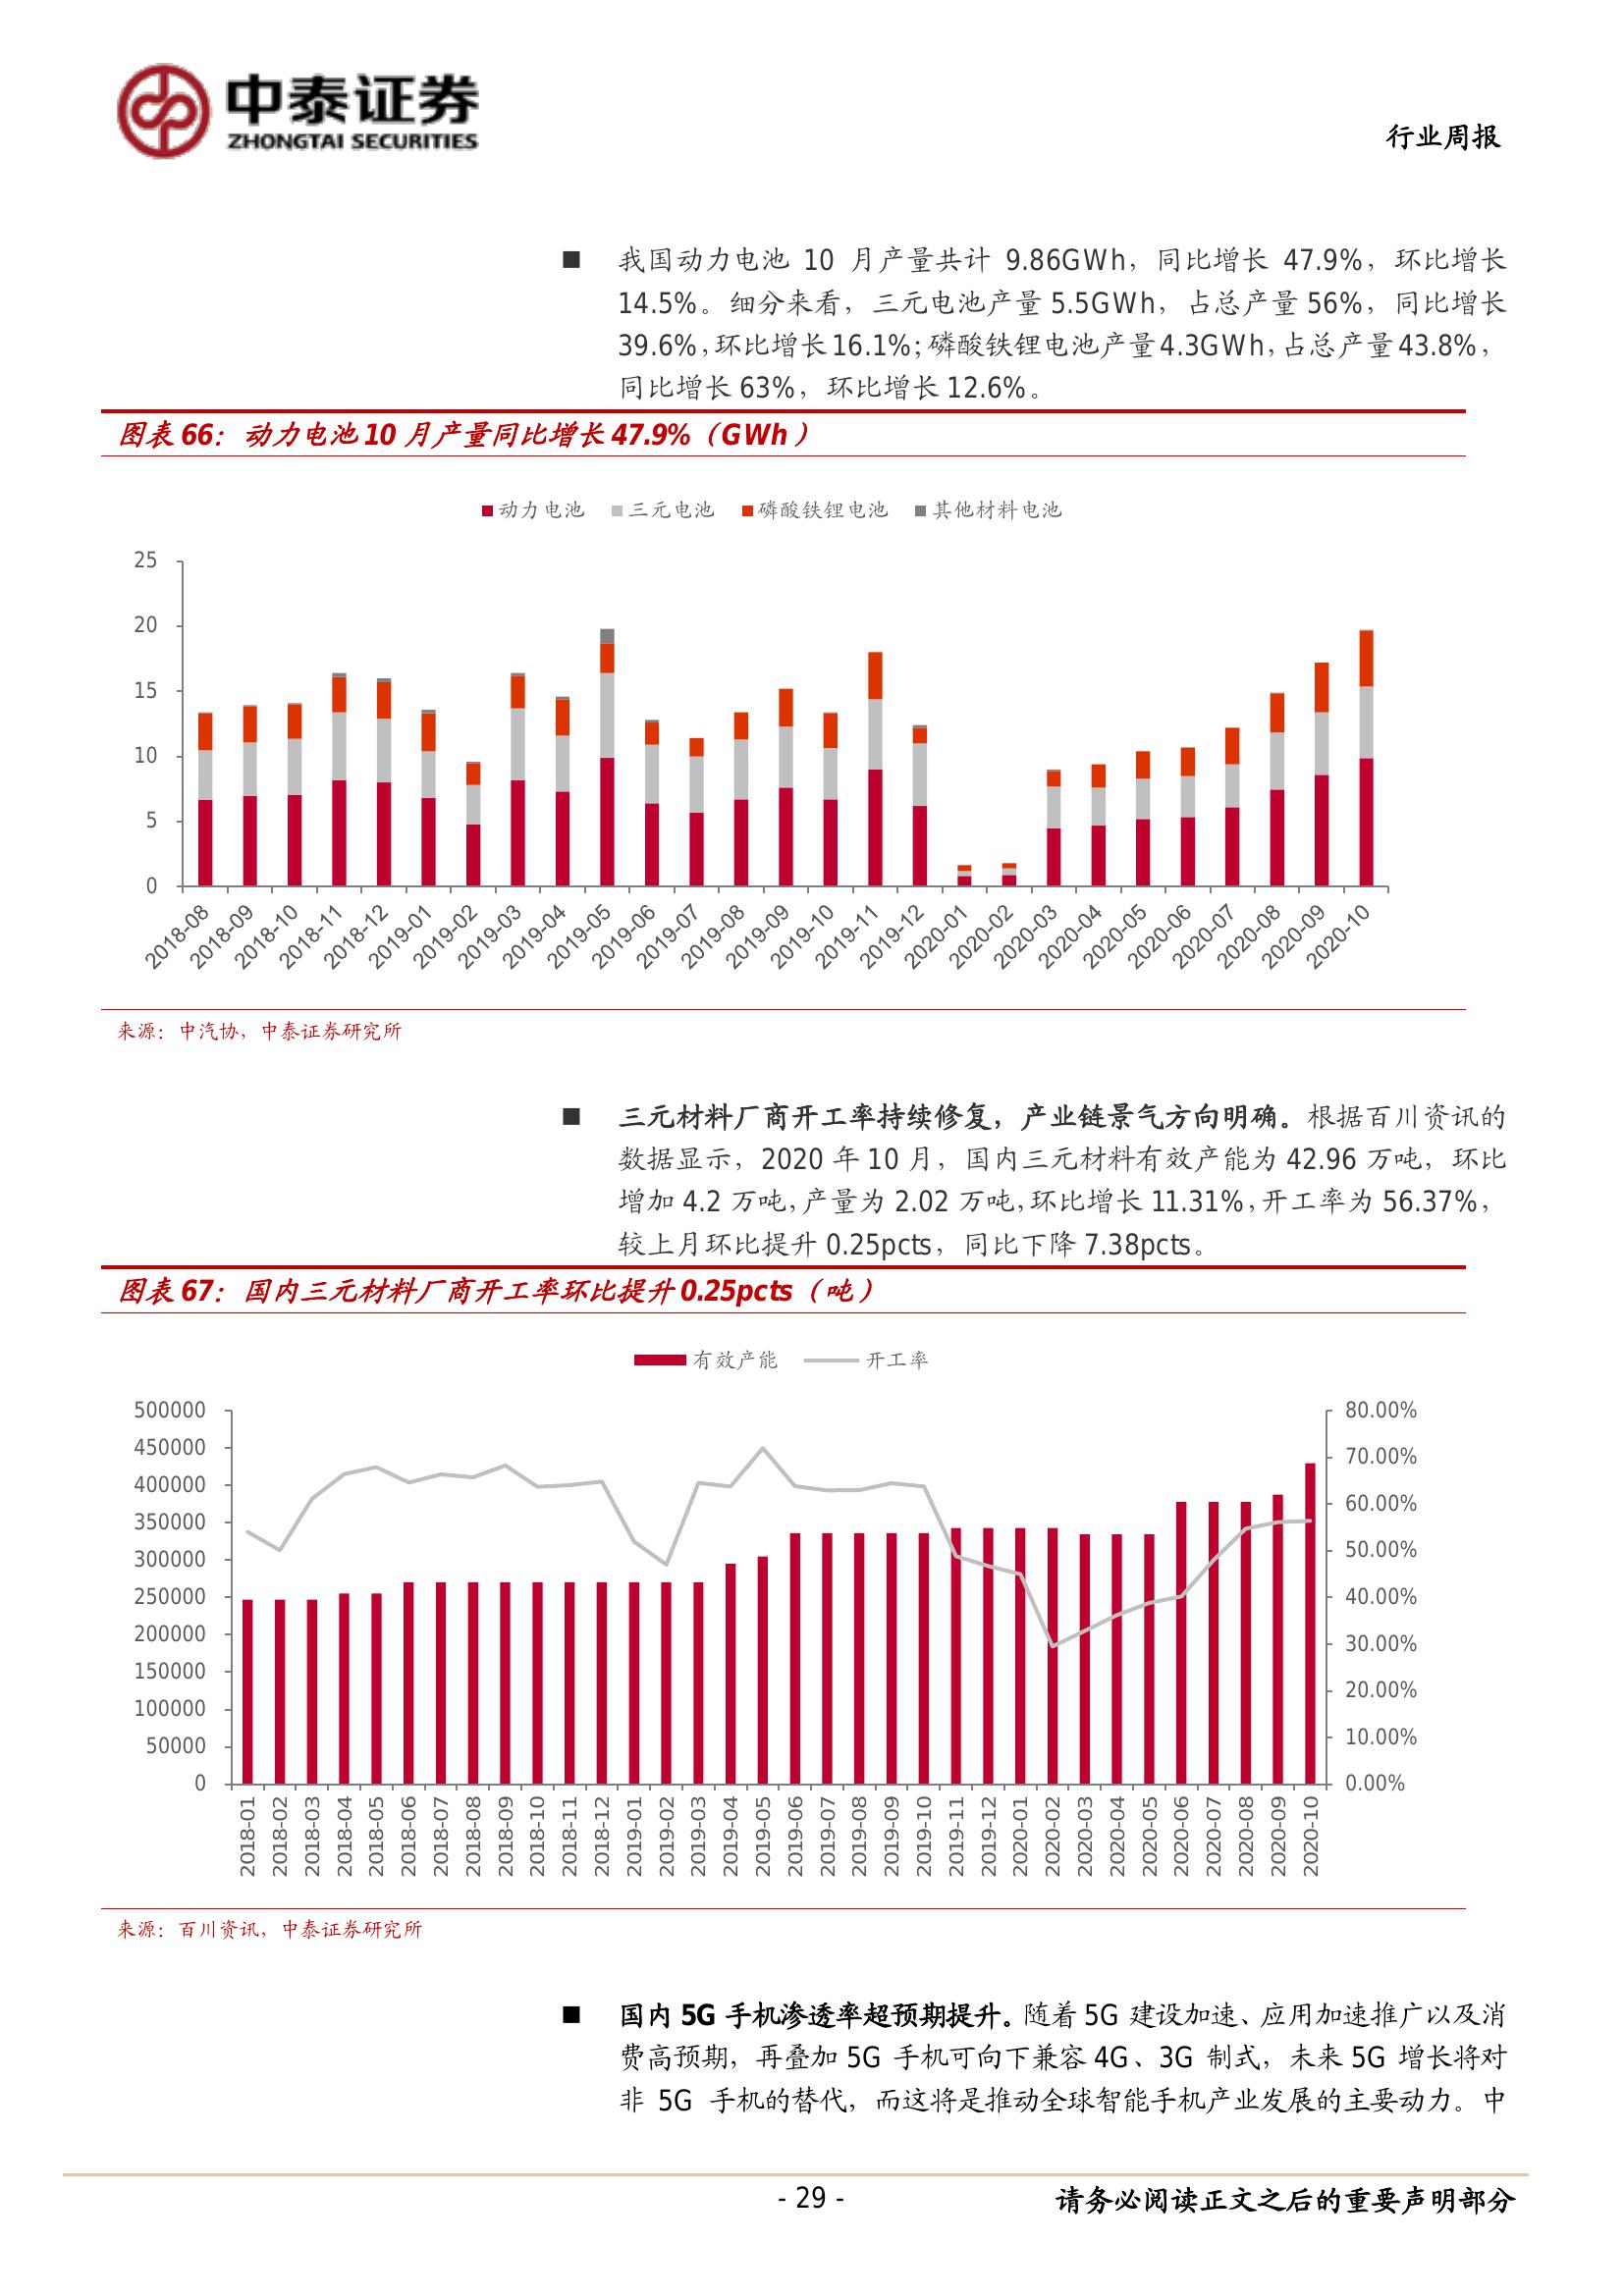 中泰证券
ZHONGTAI SECURITIES
行业周报
■ 我国动力电池 10 月产量共计 9.86GWh，同比增长 47.9%，环比增长
14.5%。细分来看，三元电池产量 5.5GWh，占总产量 56%，同比增长
39.6%，环比增长 16.1%；磷酸铁锂电池产量 4.3GWh，占总产量 43.8%，
同比增长 63%，环比增长 12.6%。
图表 66：动力电池 10 月产量同比增长 47.9%（GWh）
动力电池 三元电池 磷酸铁锂电池 其他材料电池
25
20
15
10
5
0
2018-08 2018-09 2018-10 2018-11 2018-12 2019-01 2019-02 2019-03 2019-04 2019-05 2019-06 2019-07 2019-08 2019-09 2019-10 2019-11 2019-12 2020-01 2020-02 2020-03 2020-04 2020-05 2020-06 2020-07 2020-08 2020-09 2020-10
来源：中汽协，中泰证券研究所
■ 三元材料厂商开工率持续修复，产业链景气方向明确。根据百川资讯的
数据显示，2020 年 10 月，国内三元材料有效产能为 42.96 万吨，环比
增加 4.2 万吨，产量为 2.02 万吨，环比增长 11.31%，开工率为 56.37%，
较上月环比提升 0.25pcts，同比下降 7.38pcts。
图表 67：国内三元材料厂商开工率环比提升 0.25pcts（吨）
有效产能 开工率
500000 80.00%
450000 70.00%
400000 60.00%
350000 50.00%
300000 40.00%
250000 30.00%
200000 20.00%
150000 10.00%
100000 0.00%
50000
0
2018-01 2018-02 2018-03 2018-04 2018-05 2018-06 2018-07 2018-08 2018-09 2018-10 2018-11 2018-12 2019-01 2019-02 2019-03 2019-04 2019-05 2019-06 2019-07 2019-08 2019-09 2019-10 2019-11 2019-12 2020-01 2020-02 2020-03 2020-04 2020-05 2020-06 2020-07 2020-08 2020-09 2020-10
来源：百川资讯，中泰证券研究所
■ 国内 5G 手机渗透率超预期提升。随着 5G 建设加速、应用加速推广以及消
费高预期，再叠加 5G 手机可向下兼容 4G、3G 制式，未来 5G 增长将对
非 5G 手机的替代，而这将是推动全球智能手机产业发展的主要动力。中
- 29 -
请务必阅读正文之后的重要声明部分